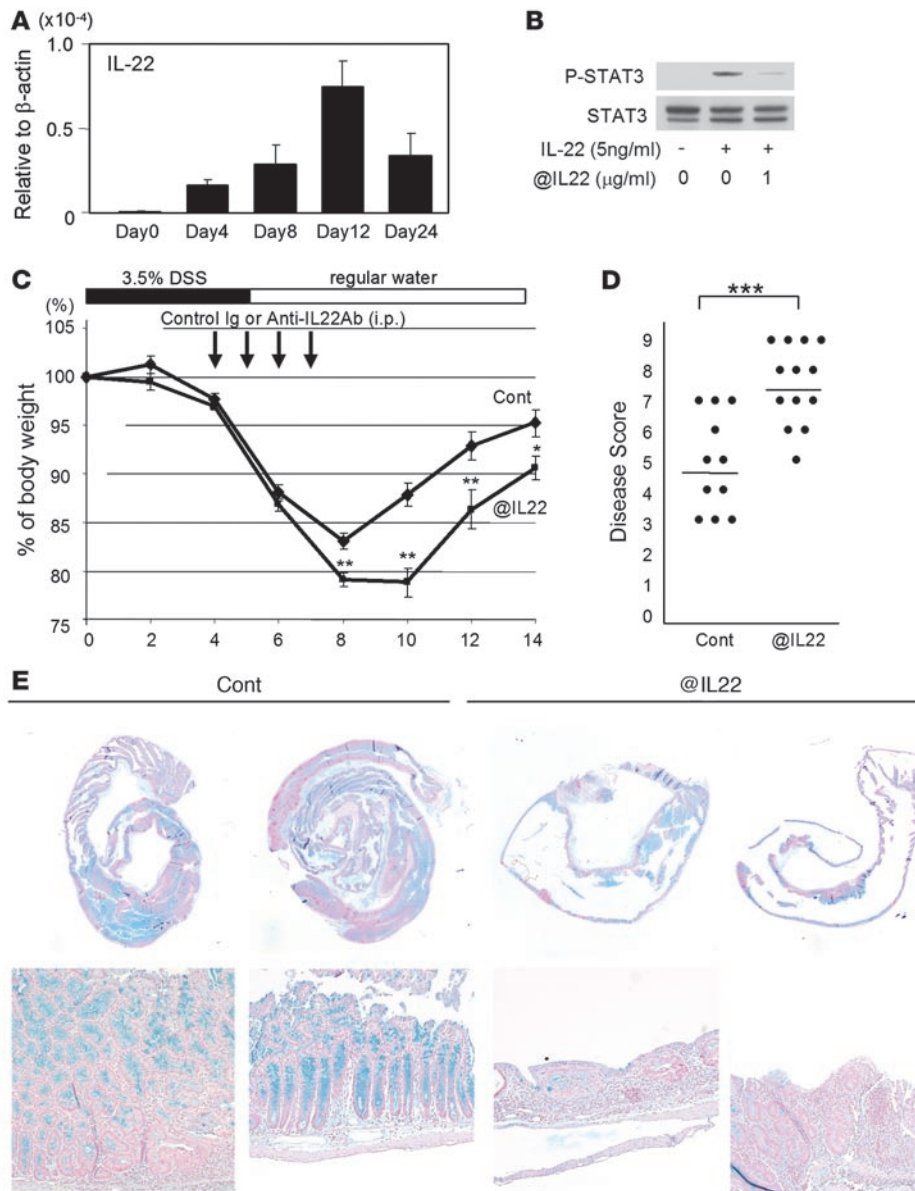 A (x10⁻⁴)
1.0
0.5
0
Relative to β-actin
IL-22
Day0 Day4 Day8 Day12 Day24
B
P-STAT3
STAT3
IL-22 (5ng/ml) - + +
@IL22 (µg/ml) 0 0 1
C
3.5% DSS regular water
(%)
Control Ig or Anti-IL22Ab (i.p.)
105
100
95
90
85
80
75
% of body weight
Cont
@IL22
*
**
**
**
0 2 4 6 8 10 12 14
D
***
9
8
7
6
5
4
3
2
1
0
Disease Score
Cont @IL22
E
Cont @IL22